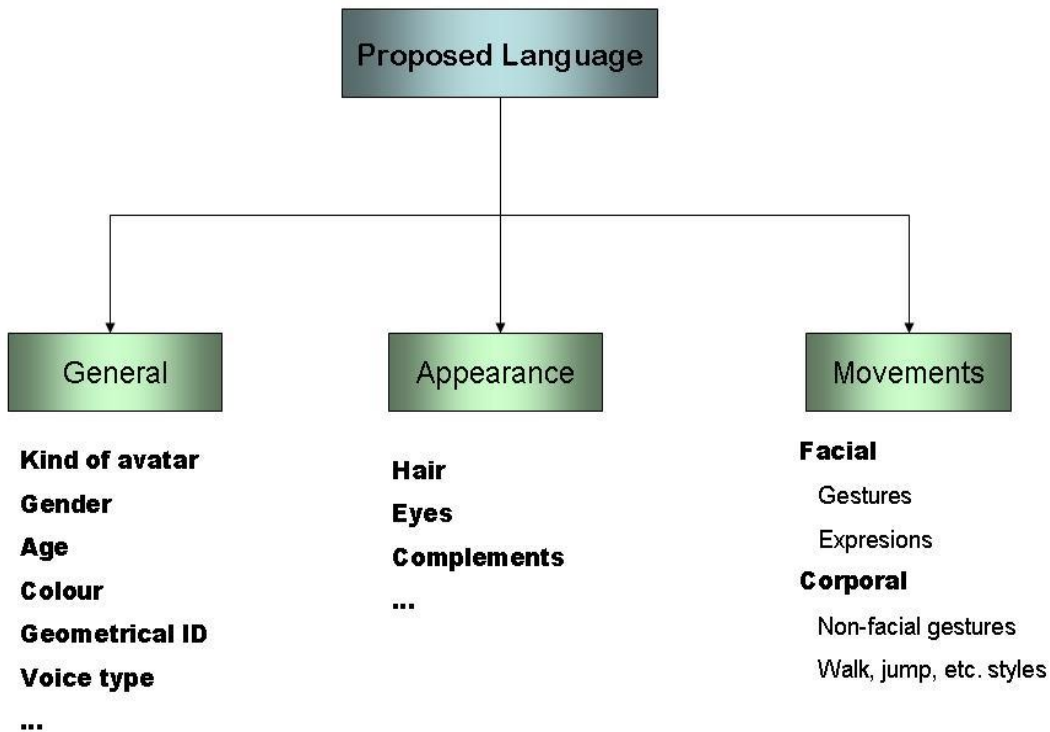 Proposed Language
General
Kind of avatar
Gender
Age
Colour
Geometrical ID
Voice type
...
Appearance
Hair
Eyes
Complements
...
Movements
Facial
Gestures
Expresions
Corporal
Non-facial gestures
Walk, jump, etc. styles